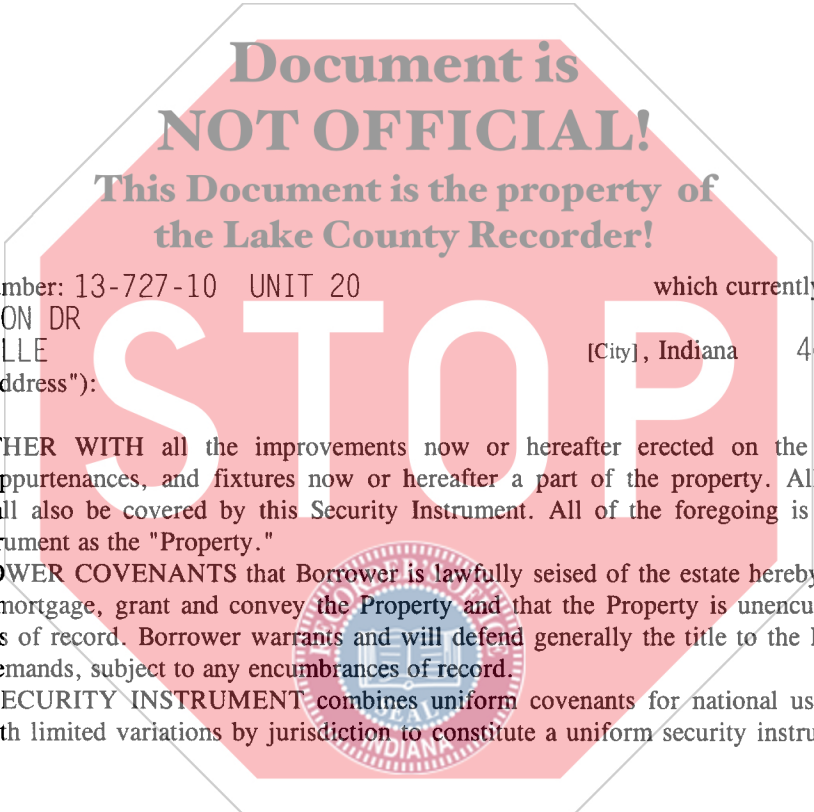 Document is
NOT OFFICIAL!
This Document is the property of
the Lake County Recorder!
mber: 13-727-10 UNIT 20 which currently
ON DR
LLE [City], Indiana 4
ddress"):
STOP
THER WITH all the improvements now or hereafter erected on the
ppurtenances, and fixtures now or hereafter a part of the property. Al
ll also be covered by this Security Instrument. All of the foregoing is
rument as the "Property."
OWER COVENANTS that Borrower is lawfully seised of the estate hereby
mortgage, grant and convey the Property and that the Property is unencu
s of record. Borrower warrants and will defend generally the title to the
emands, subject to any encumbrances of record.
ECURITY INSTRUMENT combines uniform covenants for national us
th limited variations by jurisdiction to constitute a uniform security instru
RECORDER'S OFFICE
SEAL
INDIANA